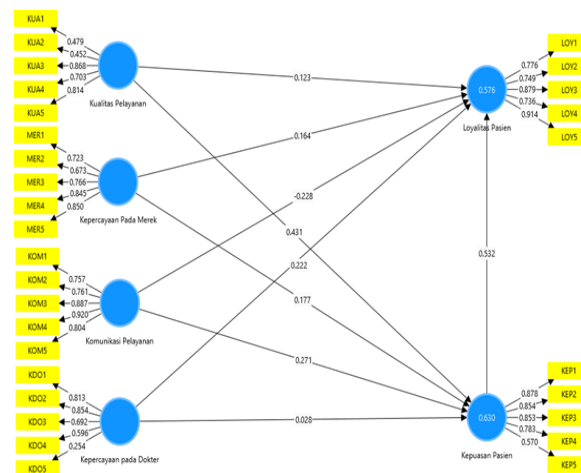 KUA1
KUA2
KUA3
KUA4
KUA5
0.479
0.452
0.868
0.703
0.814
Kualitas Pelayanan
MER1
MER2
MER3
MER4
MER5
0.723
0.673
0.766
0.845
0.850
Kepercayaan Pada Merek
KOM1
KOM2
KOM3
KOM4
KOM5
0.757
0.761
0.887
0.920
0.804
Komunikasi Pelayanan
KDO1
KDO2
KDO3
KDO4
KDO5
0.813
0.854
0.692
0.596
0.254
Kepercayaan pada Dokter
0.123
0.164
-0.228
0.431
0.222
0.177
0.271
0.028
0.532
0.576
Loyalitas Pasien
0.776
0.749
0.879
0.736
0.914
LOY1
LOY2
LOY3
LOY4
LOY5
0.630
Kepuasan Pasien
0.878
0.854
0.853
0.783
0.570
KEP1
KEP2
KEP3
KEP4
KEP5